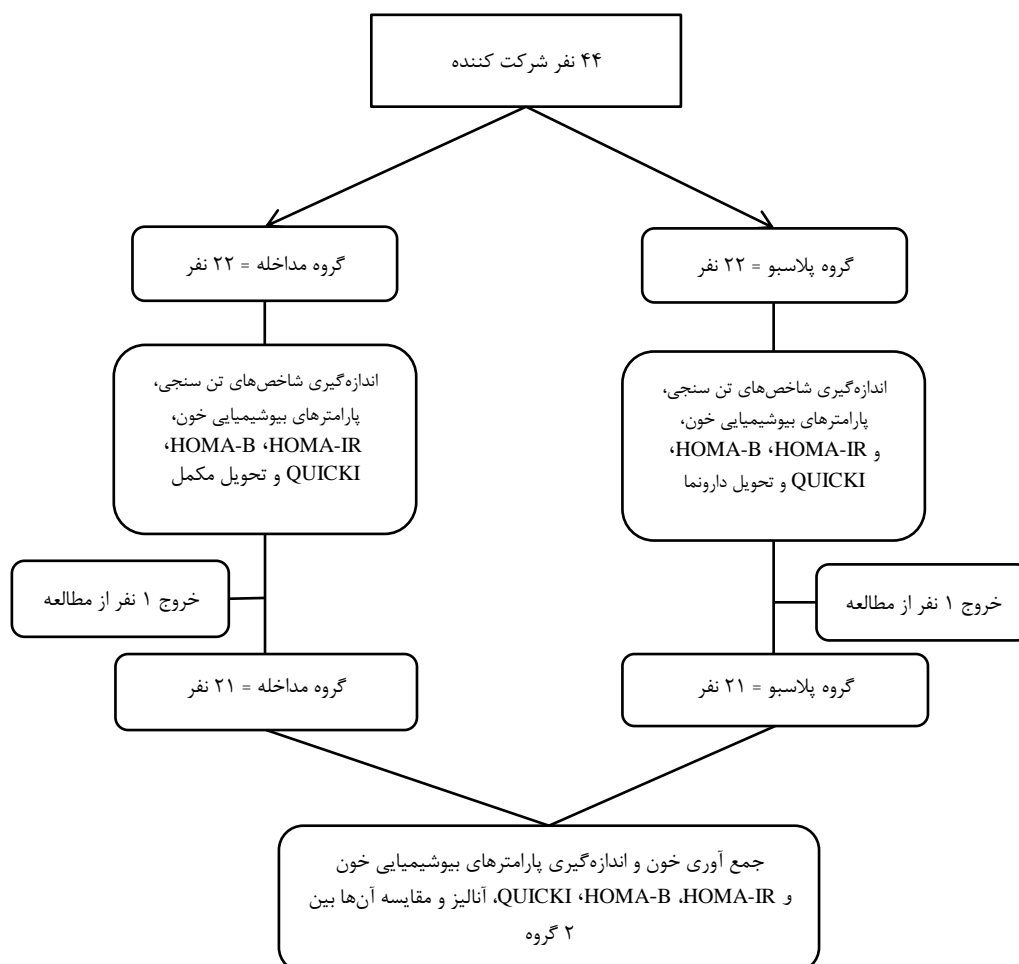 ۴۴ نفر شرکت کننده
گروه پلاسبو = ۲۲ نفر
گروه مداخله = ۲۲ نفر
اندازه‌گیری شاخص‌های تن سنجی،
پارامترهای بیوشیمیایی خون،
و HOMA-IR، HOMA-B،
QUICKI و تحویل دارونما
اندازه‌گیری شاخص‌های تن سنجی،
پارامترهای بیوشیمیایی خون،
HOMA-IR، HOMA-B،
QUICKI و تحویل مکمل
خروج ۱ نفر از مطالعه
خروج ۱ نفر از مطالعه
گروه پلاسبو = ۲۱ نفر
گروه مداخله = ۲۱ نفر
جمع آوری خون و اندازه‌گیری پارامترهای بیوشیمیایی خون
و HOMA-IR، HOMA-B، QUICKI، آنالیز و مقایسه آن‌ها بین
۲ گروه